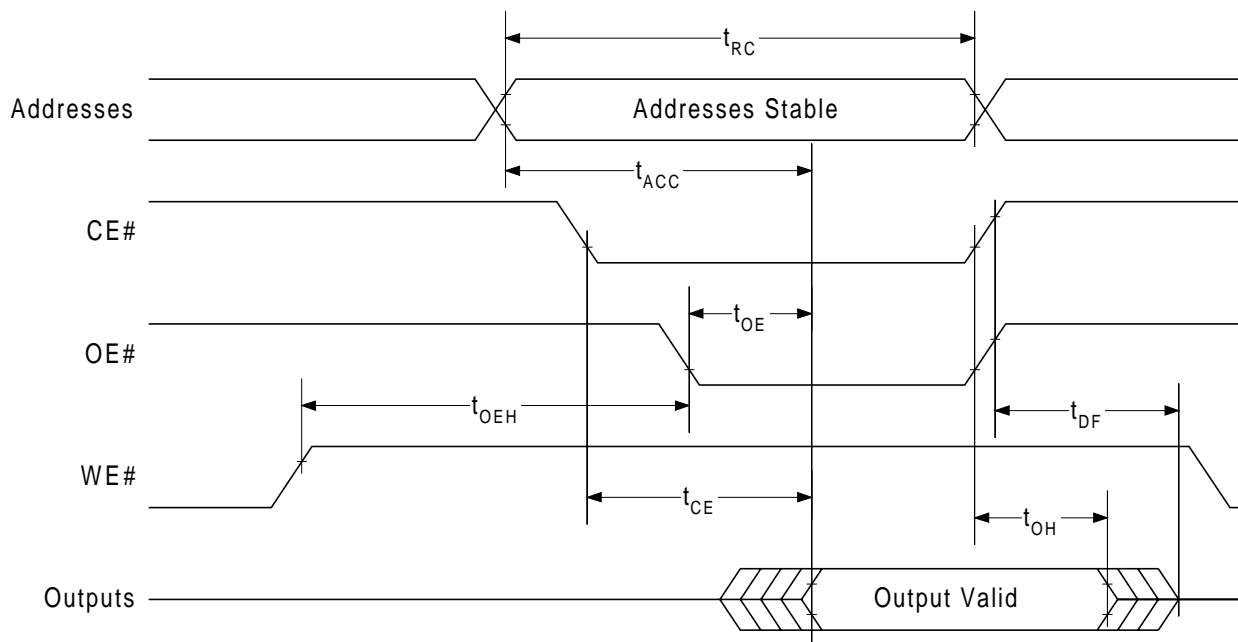 tRC
Addresses
Addresses Stable
tACC
CE#
tOE
OE#
tOEH
tDF
WE#
tCE
tOH
Outputs
Output Valid